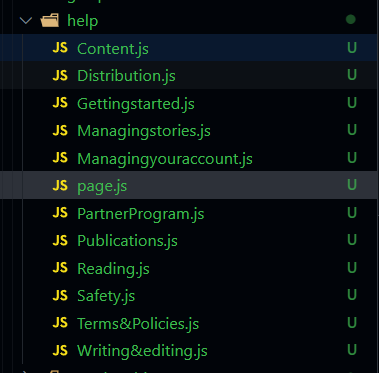 help
JS Content.js U
JS Distribution.js U
JS Gettingstarted.js U
JS Managingstories.js U
JS Managingyouraccount.js U
JS page.js U
JS PartnerProgram.js U
JS Publications.js U
JS Reading.js U
JS Safety.js U
JS Terms&Policies.js U
JS Writing&editing.js U